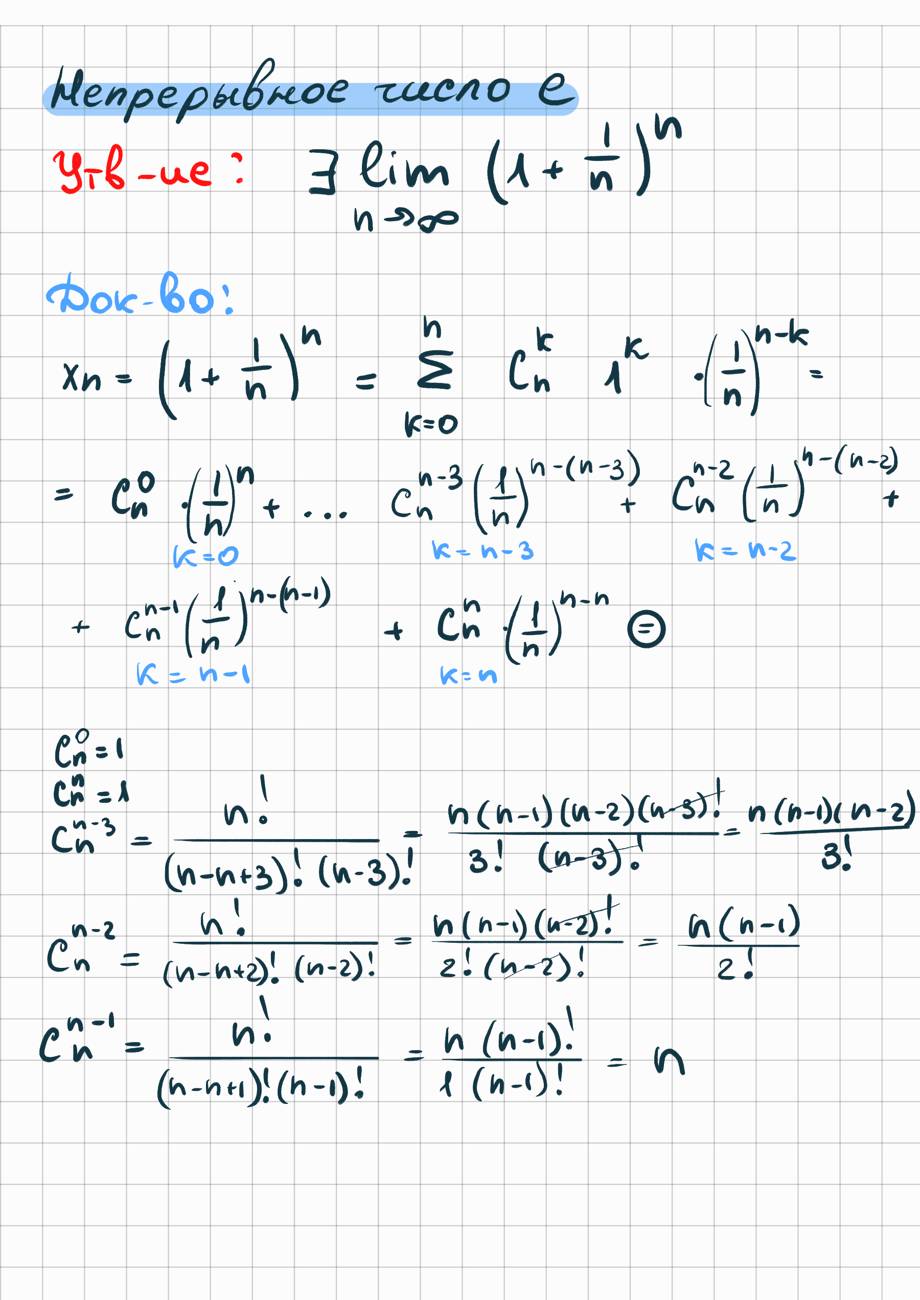 Непрерывное число e
Утв-ие: ∃ lim (1 + 1/n)^n
n→∞
Док-во:
xn = (1 + 1/n)^n = ∑_{k=0}^{n} C_n^k 1^k · (1/n)^{n-k} =
= C_n^0 · (1/n)^n + ... C_n^{n-3} (1/n)^{n-(n-3)} + C_n^{n-2} (1/n)^{n-(n-2)} +
k=0 k=n-3 k=n-2
+ C_n^{n-1} (1/n)^{n-(n-1)} + C_n^n · (1/n)^{n-n} ⊜
k=n-1 k=n
C_n^0 = 1
C_n^n = 1
C_n^{n-3} = n! / ((n-n+3)! (n-3)!) = n(n-1)(n-2)(n-3)! / (3! (n-3)!) = n(n-1)(n-2) / 3!
C_n^{n-2} = n! / ((n-n+2)! (n-2)!) = n(n-1)(n-2)! / (2! (n-2)!) = n(n-1) / 2!
C_n^{n-1} = n! / ((n-n+1)! (n-1)!) = n (n-1)! / (1 (n-1)!) = n